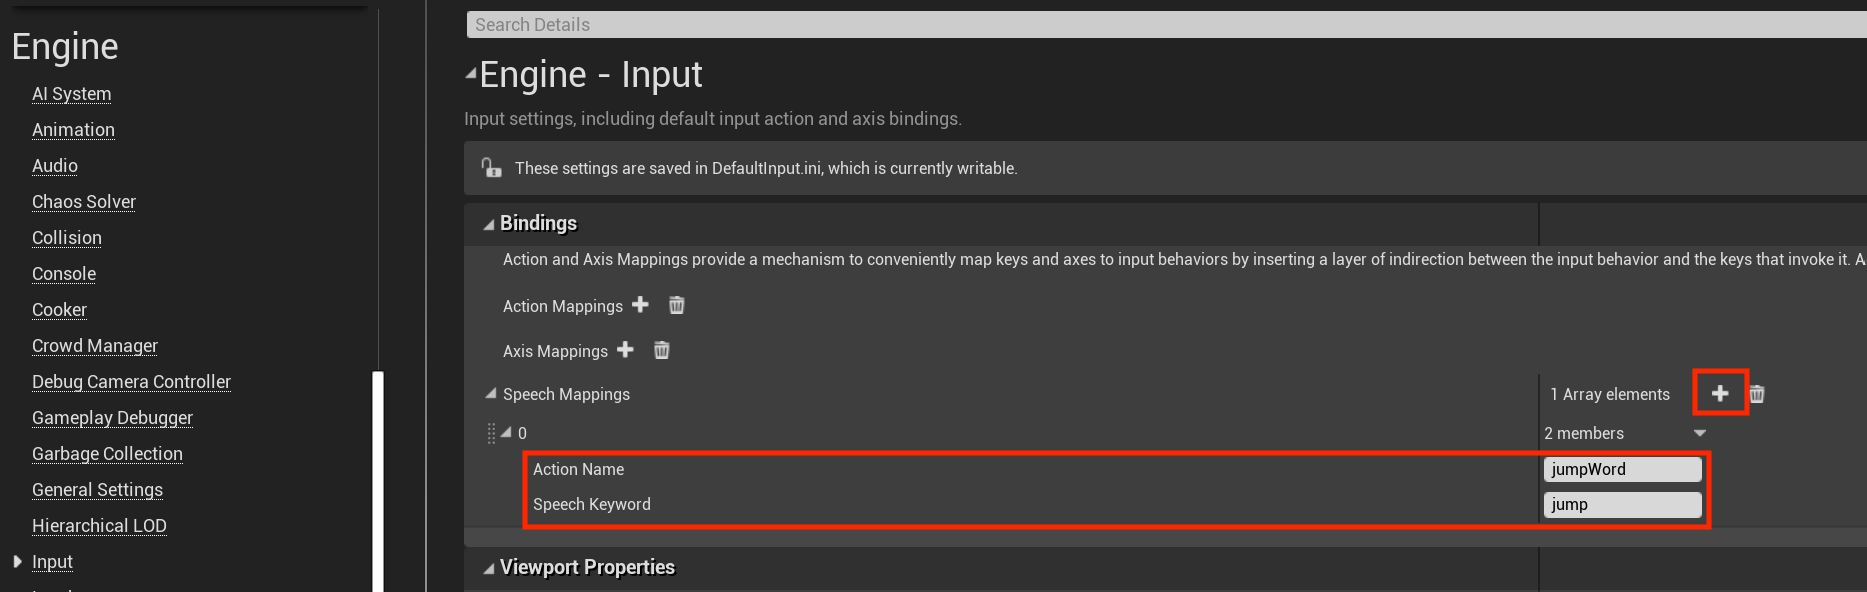 Engine
AI System
Animation
Audio
Chaos Solver
Collision
Console
Cooker
Crowd Manager
Debug Camera Controller
Gameplay Debugger
Garbage Collection
General Settings
Hierarchical LOD
Input
Search Details
Engine - Input
Input settings, including default input action and axis bindings.
These settings are saved in DefaultInput.ini, which is currently writable.
Bindings
Action and Axis Mappings provide a mechanism to conveniently map keys and axes to input behaviors by inserting a layer of indirection between the input behavior and the keys that invoke it. A
Action Mappings
Axis Mappings
Speech Mappings 1 Array elements
0 2 members
Action Name jumpWord
Speech Keyword jump
Viewport Properties